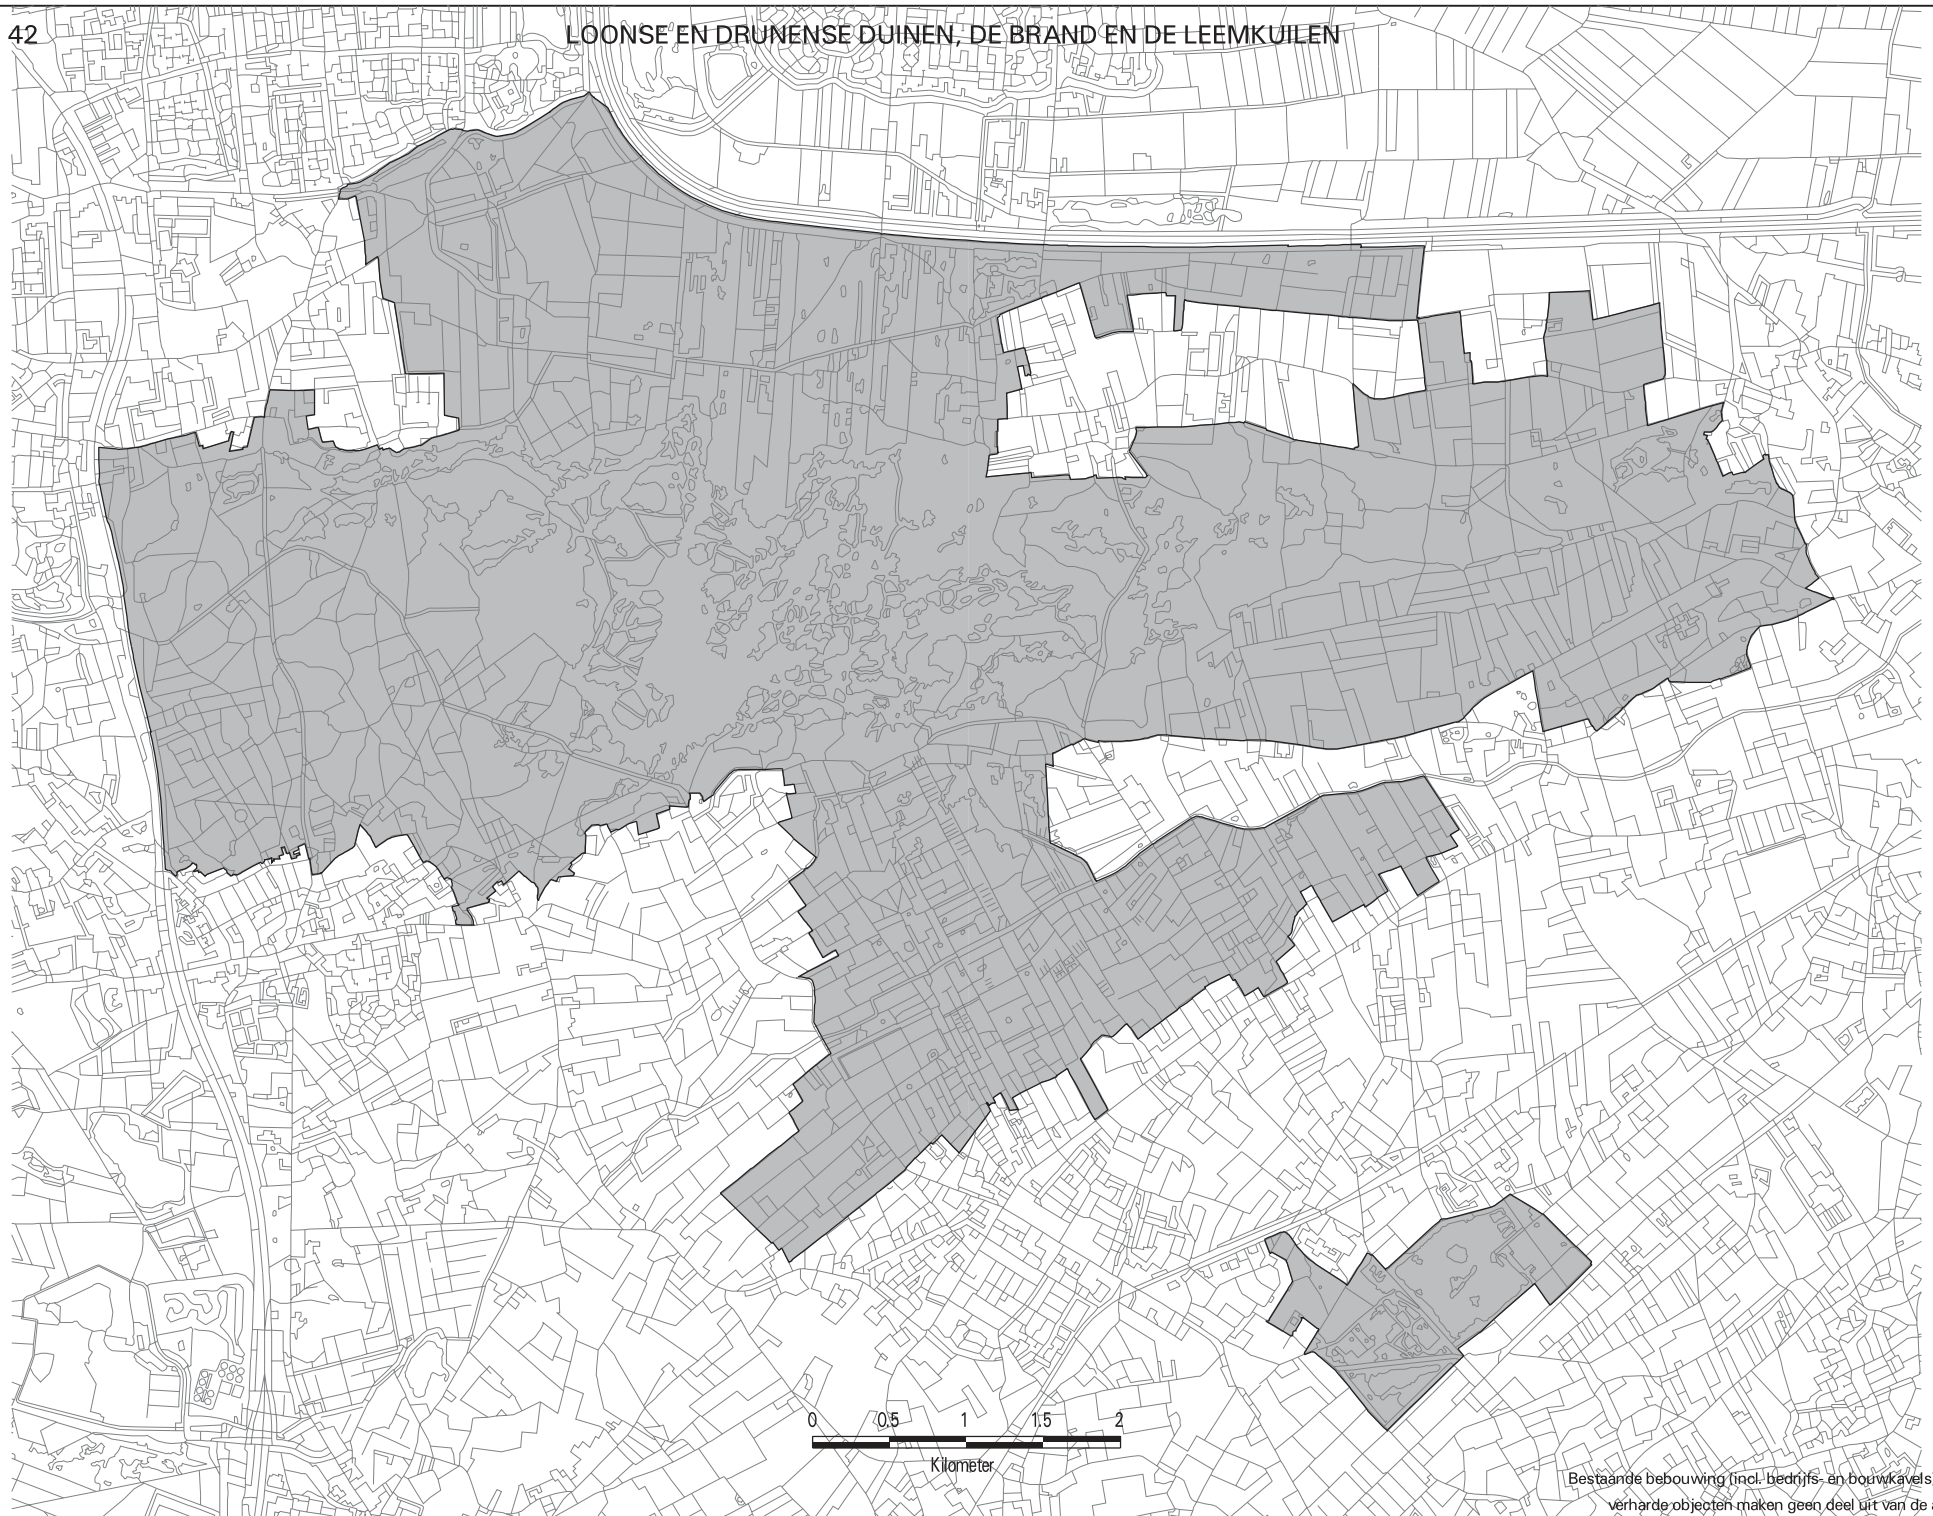 42
LOONSE EN DRUNENSE DUINEN, DE BRAND EN DE LEEMKUILEN
0 0.5 1 1.5 2
Kilometer
Bestaande bebouwing (incl. bedrijfs- en bouwkavels
verharde objecten maken geen deel uit van de